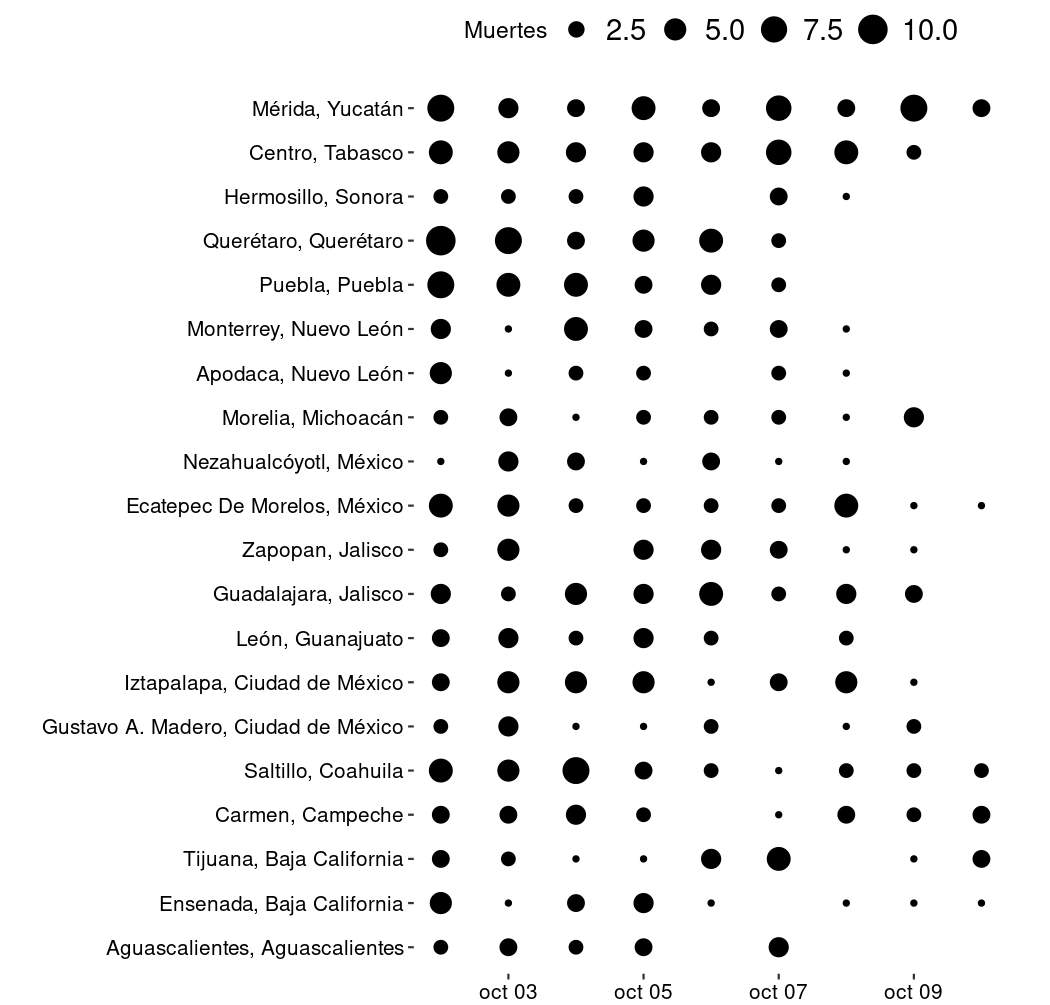 Muertes 2.5 5.0 7.5 10.0
Mérida, Yucatán
Centro, Tabasco
Hermosillo, Sonora
Querétaro, Querétaro
Puebla, Puebla
Monterrey, Nuevo León
Apodaca, Nuevo León
Morelia, Michoacán
Nezahualcóyotl, México
Ecatepec De Morelos, México
Zapopan, Jalisco
Guadalajara, Jalisco
León, Guanajuato
Iztapalapa, Ciudad de México
Gustavo A. Madero, Ciudad de México
Saltillo, Coahuila
Carmen, Campeche
Tijuana, Baja California
Ensenada, Baja California
Aguascalientes, Aguascalientes
oct 03 oct 05 oct 07 oct 09